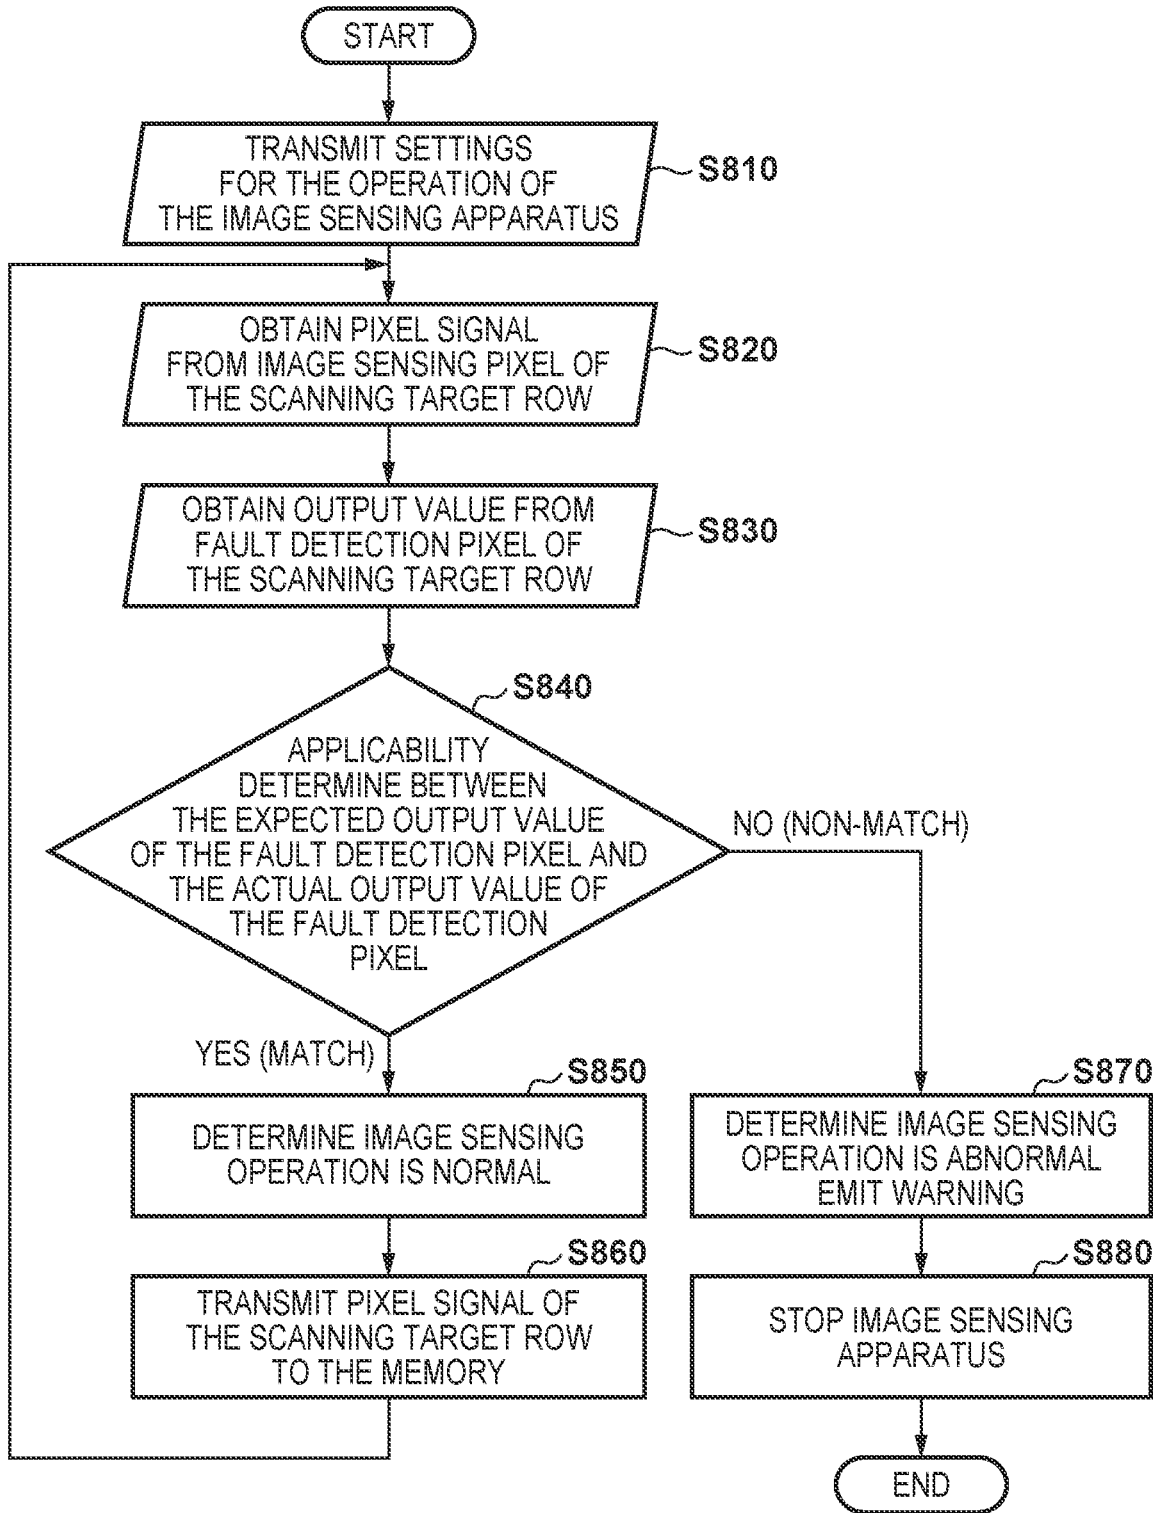 START
TRANSMIT SETTINGS
FOR THE OPERATION OF
THE IMAGE SENSING APPARATUS
S810
OBTAIN PIXEL SIGNAL
FROM IMAGE SENSING PIXEL OF
THE SCANNING TARGET ROW
S820
OBTAIN OUTPUT VALUE FROM
FAULT DETECTION PIXEL OF
THE SCANNING TARGET ROW
S830
S840
APPLICABILITY
DETERMINE BETWEEN
THE EXPECTED OUTPUT VALUE
OF THE FAULT DETECTION PIXEL AND
THE ACTUAL OUTPUT VALUE OF
THE FAULT DETECTION
PIXEL
NO (NON-MATCH)
YES (MATCH)
S850
DETERMINE IMAGE SENSING
OPERATION IS NORMAL
S860
TRANSMIT PIXEL SIGNAL OF
THE SCANNING TARGET ROW
TO THE MEMORY
S870
DETERMINE IMAGE SENSING
OPERATION IS ABNORMAL
EMIT WARNING
S880
STOP IMAGE SENSING
APPARATUS
END